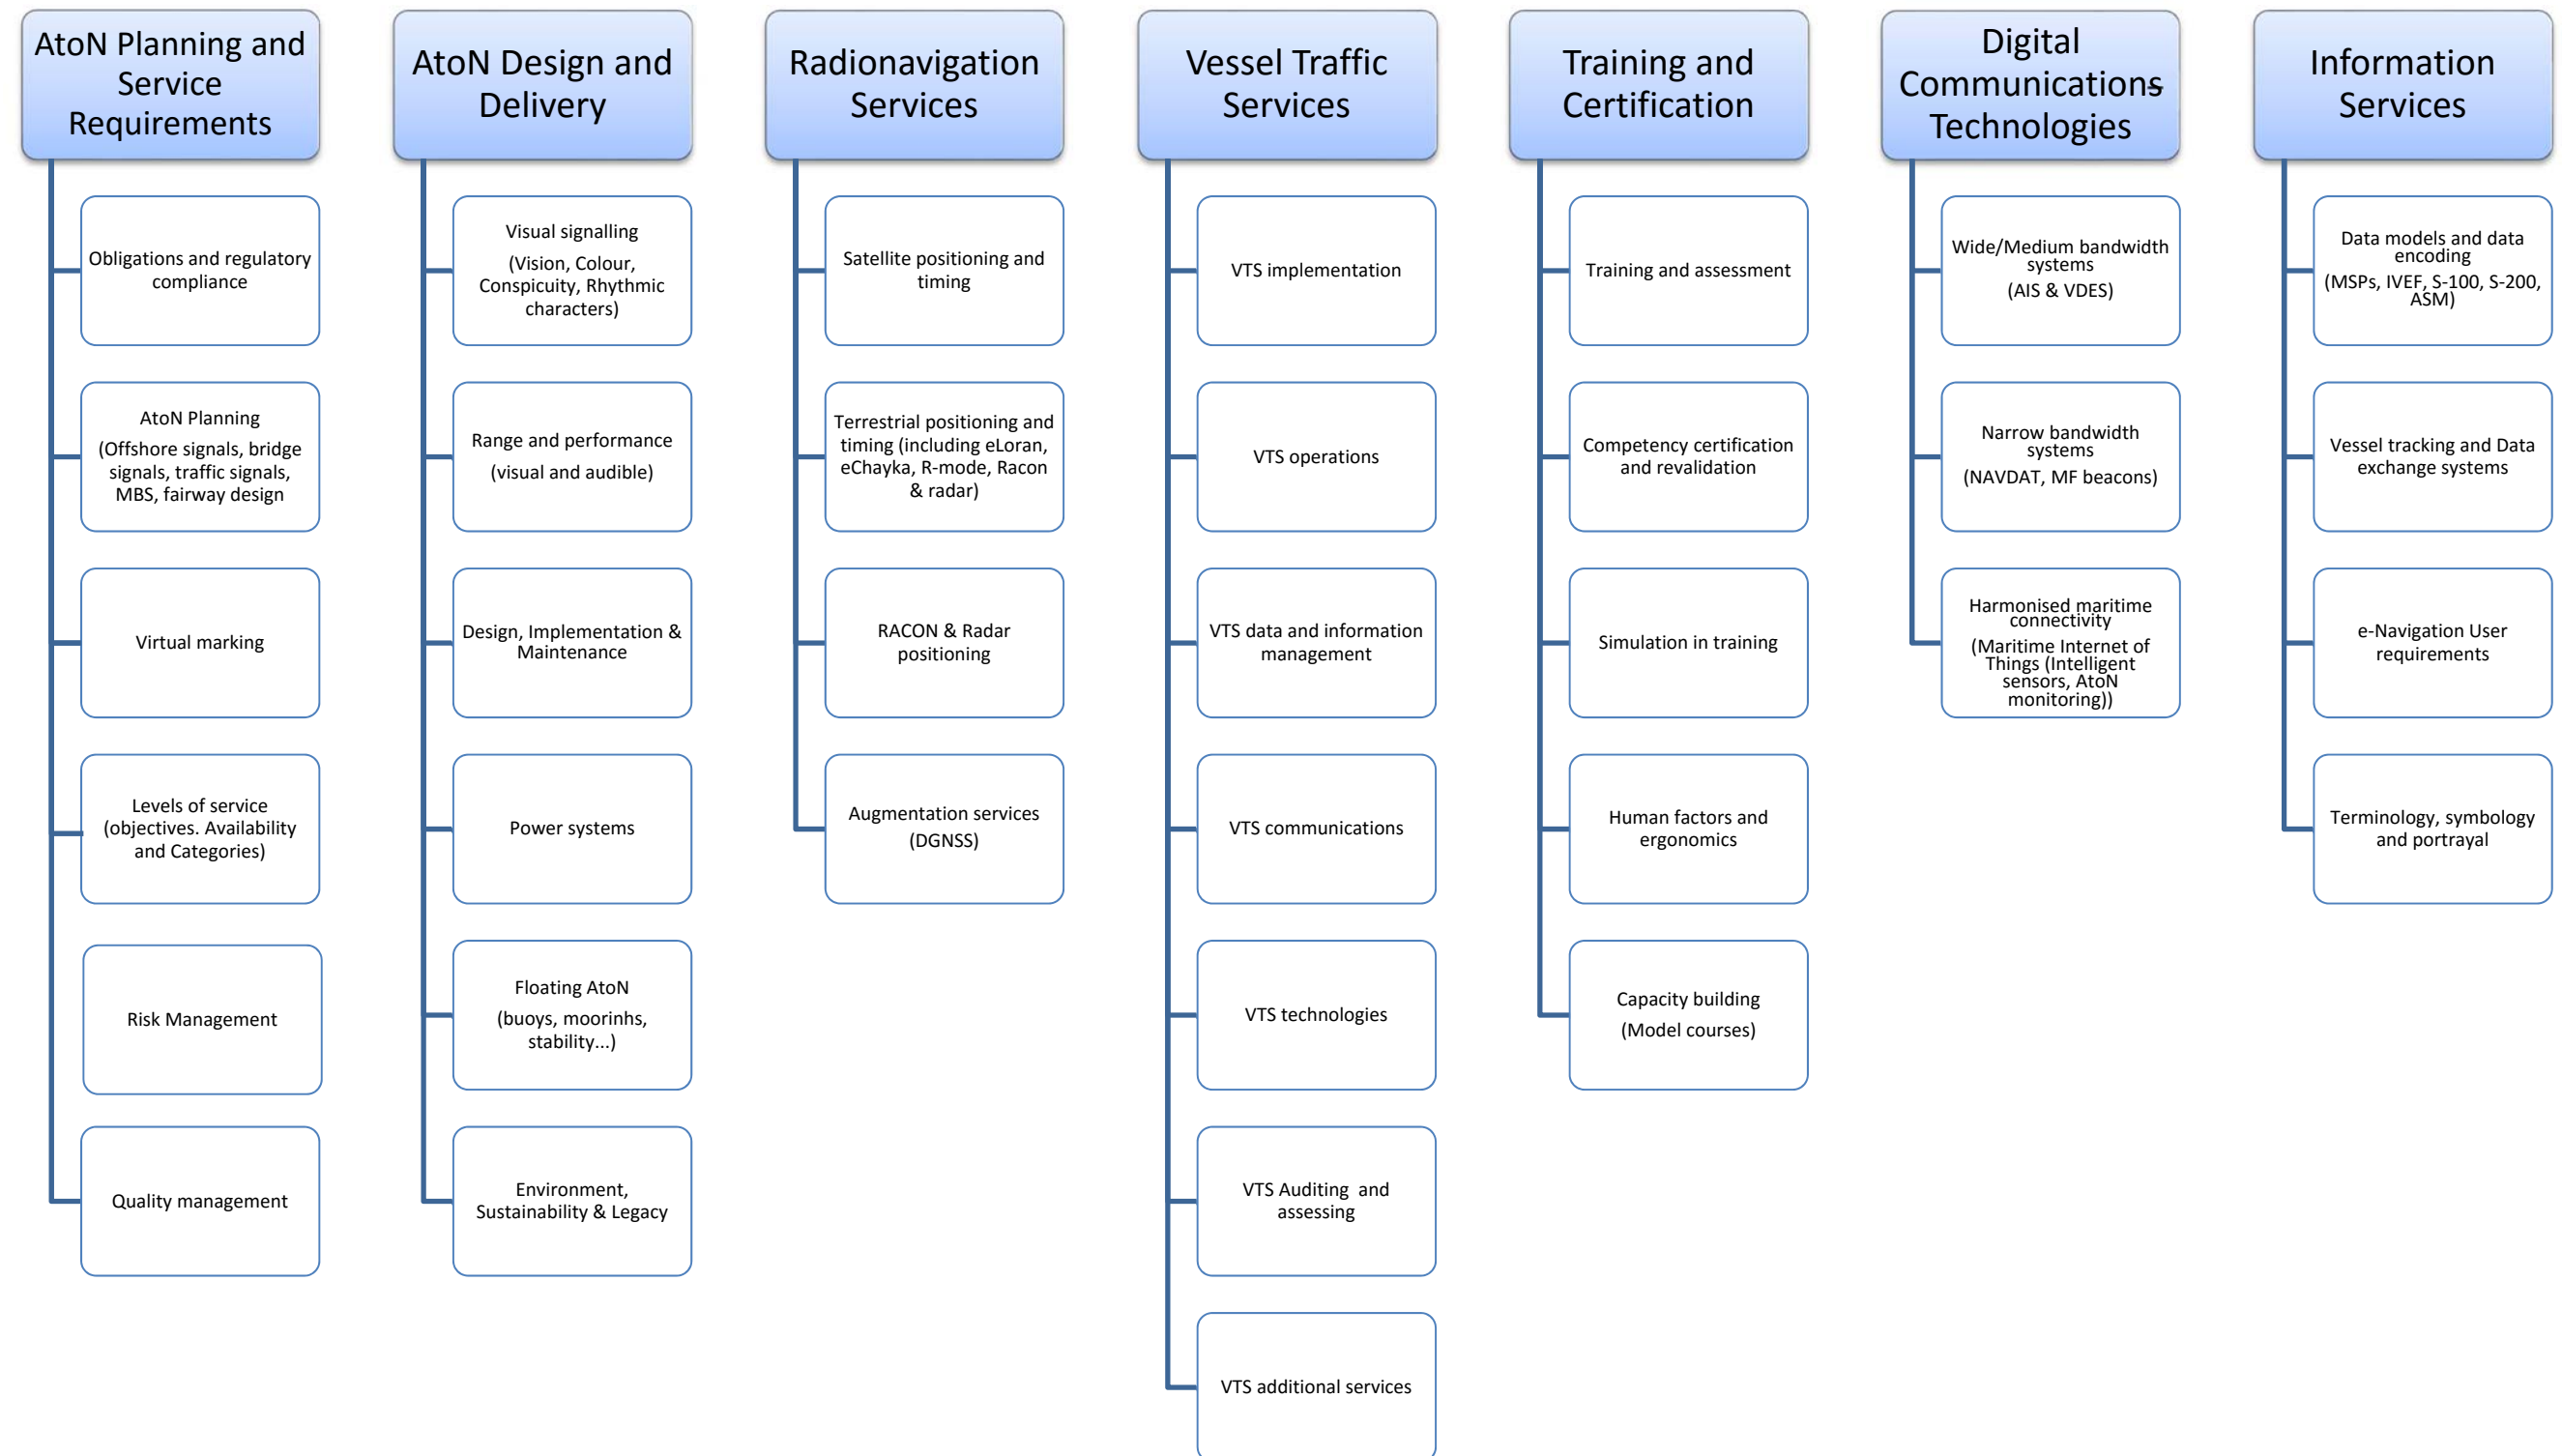 AtoN Planning and
Service
Requirements
Obligations and regulatory
compliance
AtoN Planning
(Offshore signals, bridge
signals, traffic signals,
MBS, fairway design
Virtual marking
Levels of service
(objectives. Availability
and Categories)
Risk Management
Quality management
AtoN Design and
Delivery
Visual signalling
(Vision, Colour,
Conspicuity, Rhythmic
characters)
Range and performance
(visual and audible)
Design, Implementation &
Maintenance
Power systems
Floating AtoN
(buoys, moorinhs,
stability...)
Environment,
Sustainability & Legacy
Radionavigation
Services
Satellite positioning and
timing
Terrestrial positioning and
timing (including eLoran,
eChayka, R-mode, Racon
& radar)
RACON & Radar
positioning
Augmentation services
(DGNSS)
Vessel Traffic
Services
VTS implementation
VTS operations
VTS data and information
management
VTS communications
VTS technologies
VTS Auditing  and
assessing
VTS additional services
Training and
Certification
Training and assessment
Competency certification
and revalidation
Simulation in training
Human factors and
ergonomics
Capacity building
(Model courses)
Digital
Communications
Technologies
Wide/Medium bandwidth
systems
(AIS & VDES)
Narrow bandwidth
systems
(NAVDAT, MF beacons)
Harmonised maritime
connectivity
(Maritime Internet of
Things (Intelligent
sensors, AtoN
monitoring))
Information
Services
Data models and data
encoding
(MSPs, IVEF, S-100, S-200,
ASM)
Vessel tracking and Data
exchange systems
e-Navigation User
requirements
Terminology, symbology
and portrayal